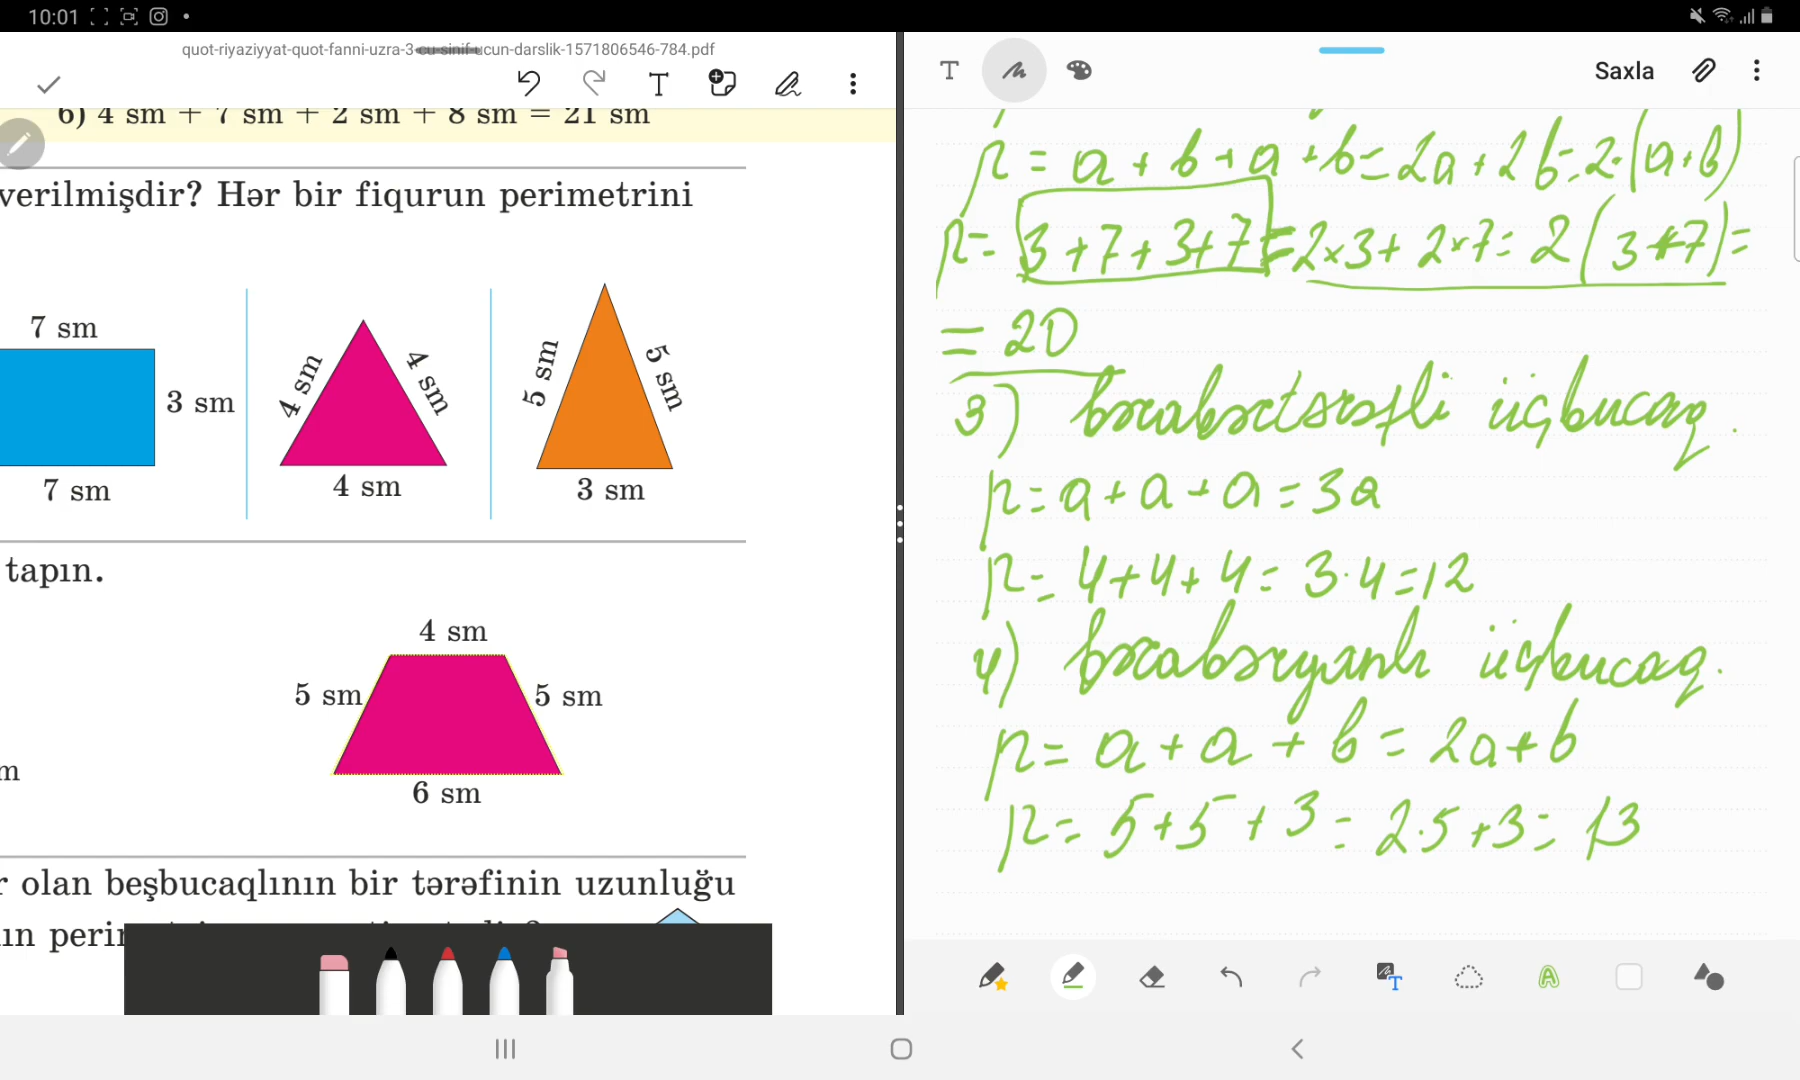 10:01
quot-riyaziyyat-quot-fanni-uzra-3-cu-sinif-ucun-darslik-1571806546-784.pdf
T
6) 4 sm + 7 sm + 2 sm + 8 sm = 21 sm
verilmişdir? Hər bir fiqurun perimetrini
7 sm
3 sm
7 sm
4 sm
4 sm
4 sm
5 sm
5 sm
3 sm
tapın.
4 sm
5 sm
5 sm
6 sm
m
r olan beşbucaqlının bir tərəfinin uzunluğu
ın perim
T
Saxla
p = a + b + a + b = 2a + 2b = 2·(a+b)
p = 3 + 7 + 3 + 7 = 2×3 + 2×7 = 2(3+7) =
= 20
3) bərabərtərəfli üçbucaq.
p = a + a + a = 3a
p = 4 + 4 + 4 = 3·4 = 12
4) bərabəryanlı üçbucaq.
p = a + a + b = 2a + b
p = 5 + 5 + 3 = 2·5 + 3 = 13
T
A